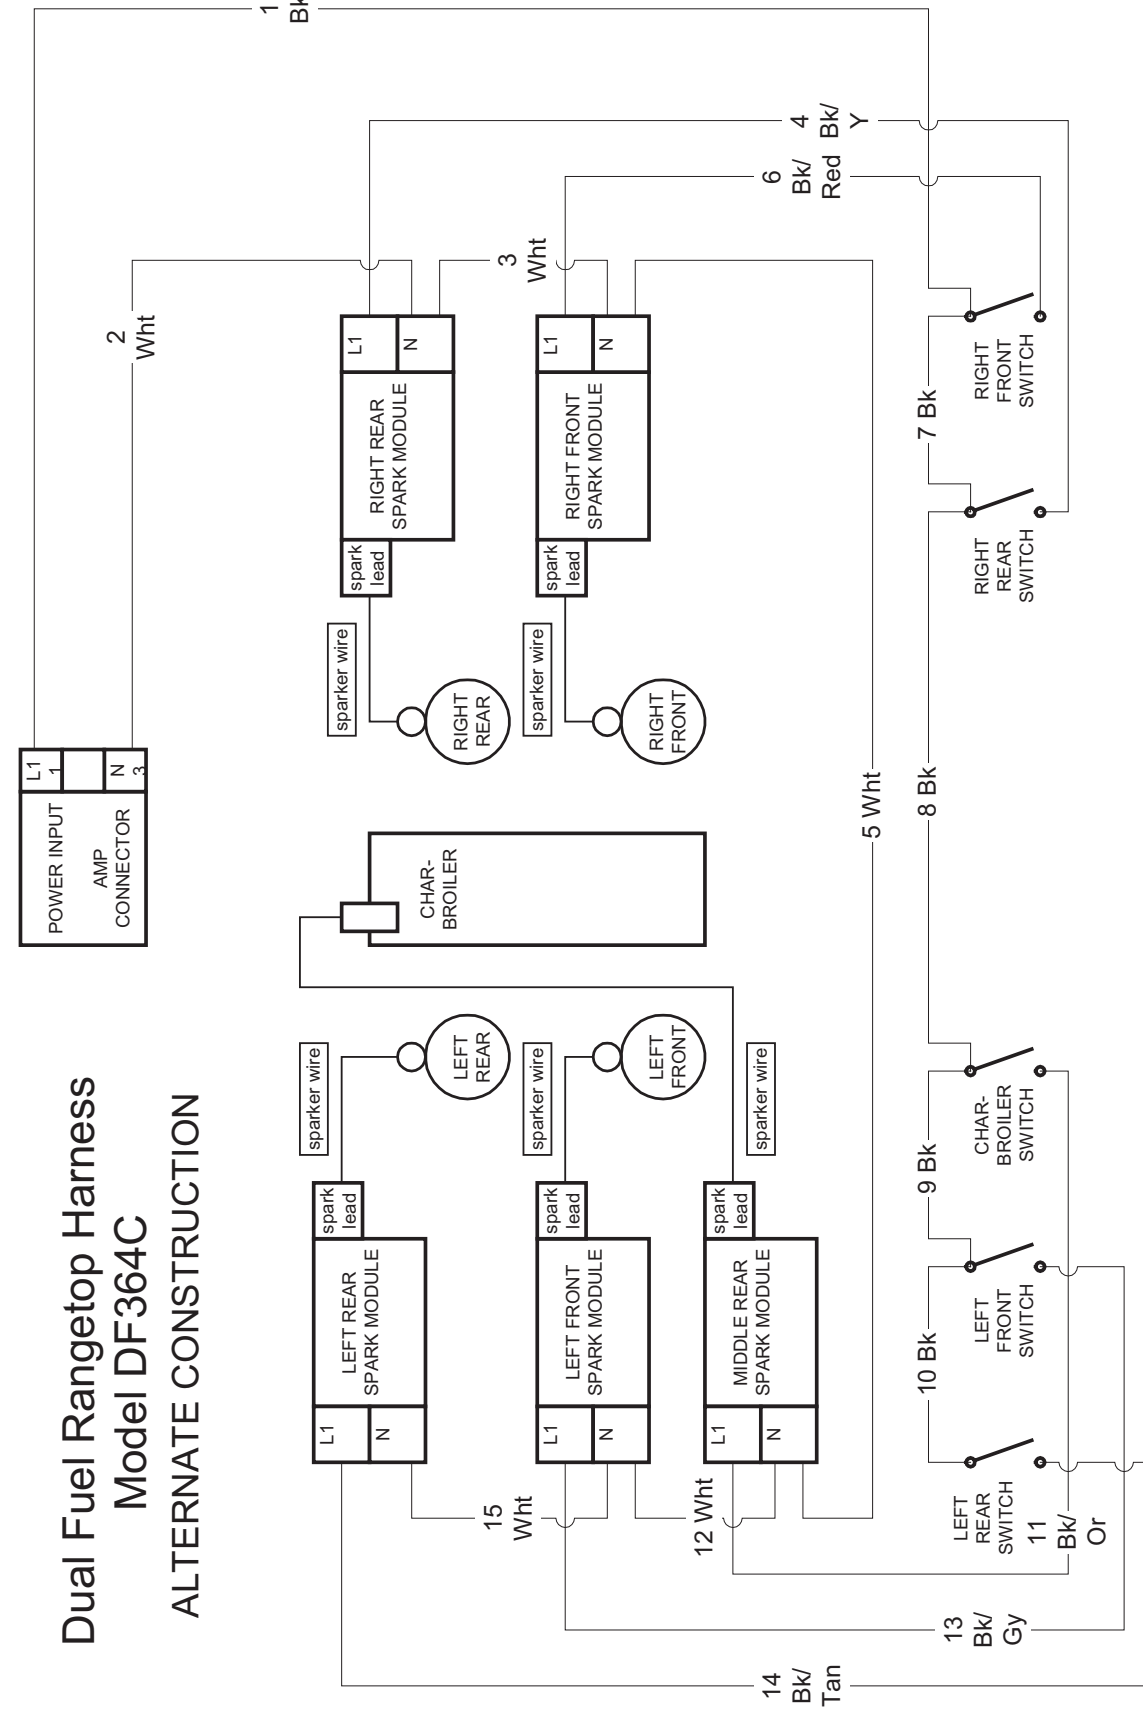 Dual Fuel Rangetop Harness
Model DF364C
ALTERNATE CONSTRUCTION
POWER INPUT
AMP
CONNECTOR
L1
1
N
3
1
Bk
2
Wht
LEFT REAR
SPARK MODULE
L1
N
spark
lead
sparker wire
LEFT
REAR
RIGHT
REAR
sparker wire
spark
lead
RIGHT REAR
SPARK MODULE
L1
N
CHAR-
BROILER
15
Wht
3
Wht
LEFT FRONT
SPARK MODULE
L1
N
spark
lead
sparker wire
LEFT
FRONT
RIGHT
FRONT
sparker wire
spark
lead
RIGHT FRONT
SPARK MODULE
L1
N
12 Wht
MIDDLE REAR
SPARK MODULE
L1
N
spark
lead
sparker wire
14
Bk/
Tan
6
Bk/
Red
4
Bk/
Y
5 Wht
13
Bk/
Gy
10 Bk
9 Bk
8 Bk
7 Bk
LEFT
REAR
SWITCH
LEFT
FRONT
SWITCH
CHAR-
BROILER
SWITCH
RIGHT
REAR
SWITCH
RIGHT
FRONT
SWITCH
11
Bk/
Or